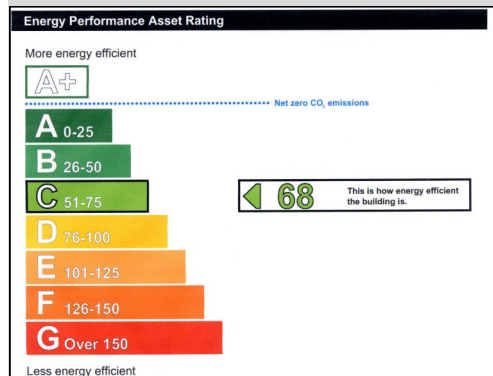 Energy Performance Asset Rating
More energy efficient
A+
Net zero CO₂ emissions
A 0-25
B 26-50
C 51-75
68 This is how energy efficient
the building is.
D 76-100
E 101-125
F 126-150
G Over 150
Less energy efficient